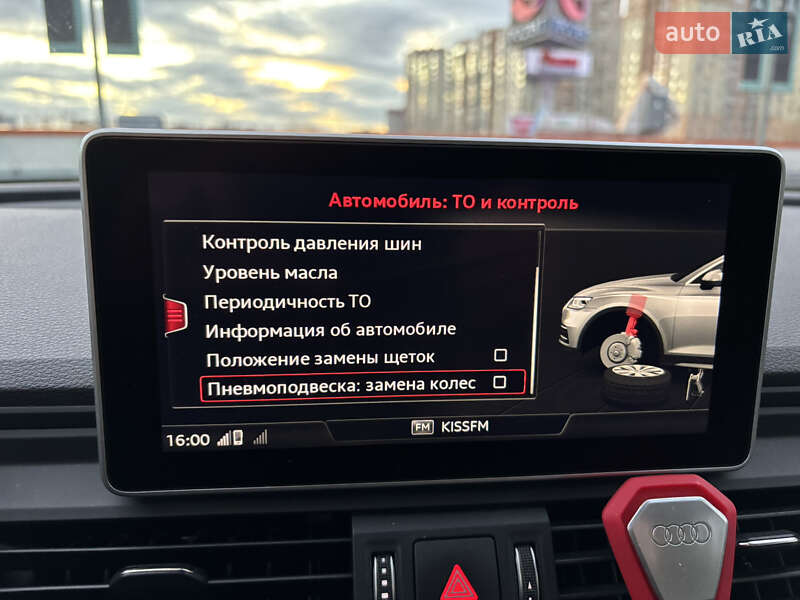 auto RIA
.com
Автомобиль: ТО и контроль
Контроль давления шин
Уровень масла
Периодичность ТО
Информация об автомобиле
Положение замены щеток
Пневмоподвеска: замена колес
FM KISSFM
16:00